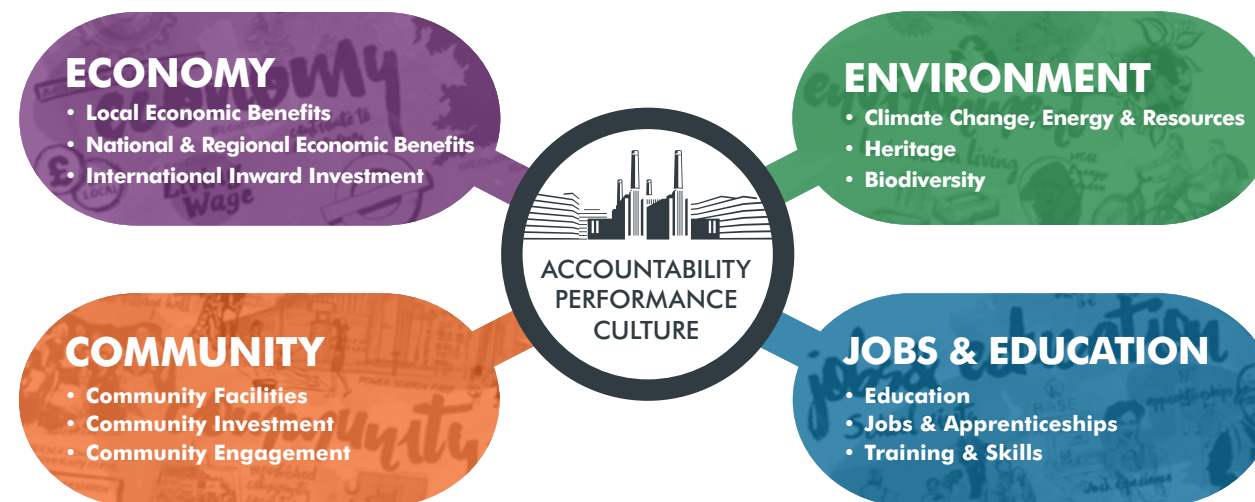 ECONOMY
• Local Economic Benefits
• National & Regional Economic Benefits
• International Inward Investment
ENVIRONMENT
• Climate Change, Energy & Resources
• Heritage
• Biodiversity
ACCOUNTABILITY
PERFORMANCE
CULTURE
COMMUNITY
• Community Facilities
• Community Investment
• Community Engagement
JOBS & EDUCATION
• Education
• Jobs & Apprenticeships
• Training & Skills